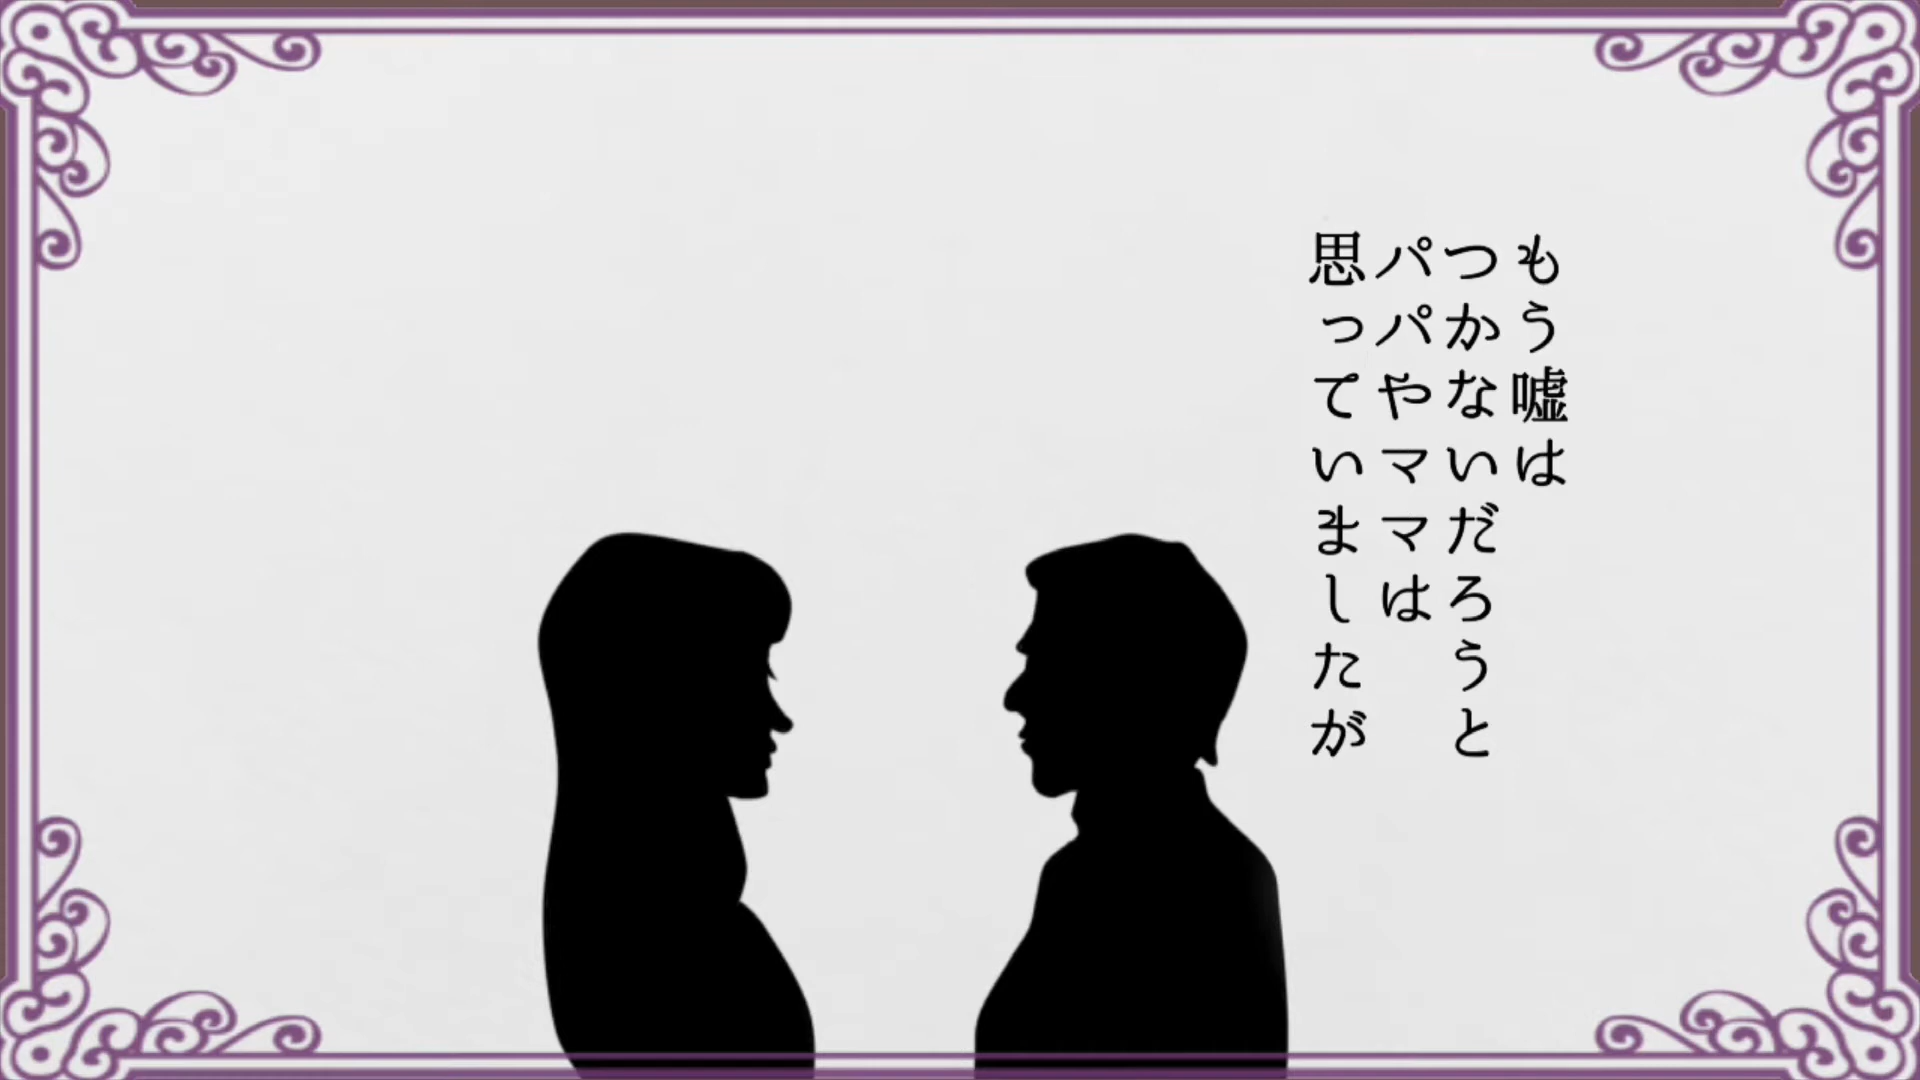 もう嘘は
つかないだろうと
パパやママは
思っていましたが